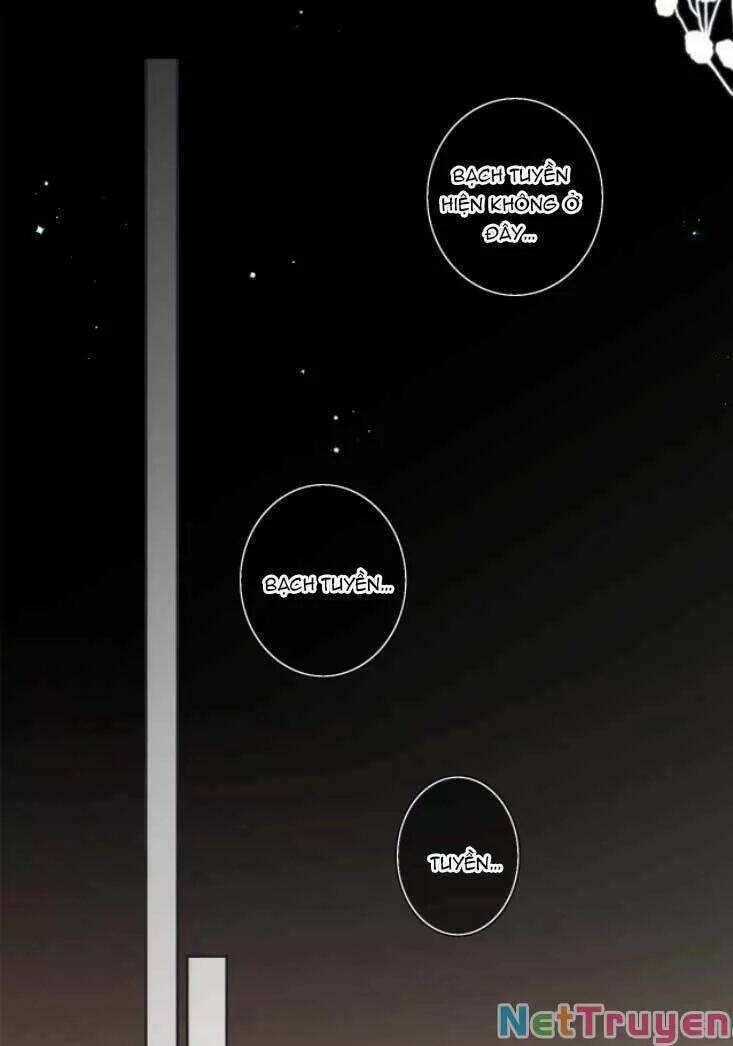 BẠCH TUYỀN
HIỆN KHÔNG Ở
ĐÂY...
BẠCH TUYỀN...
TUYỀN...
NetTruyen